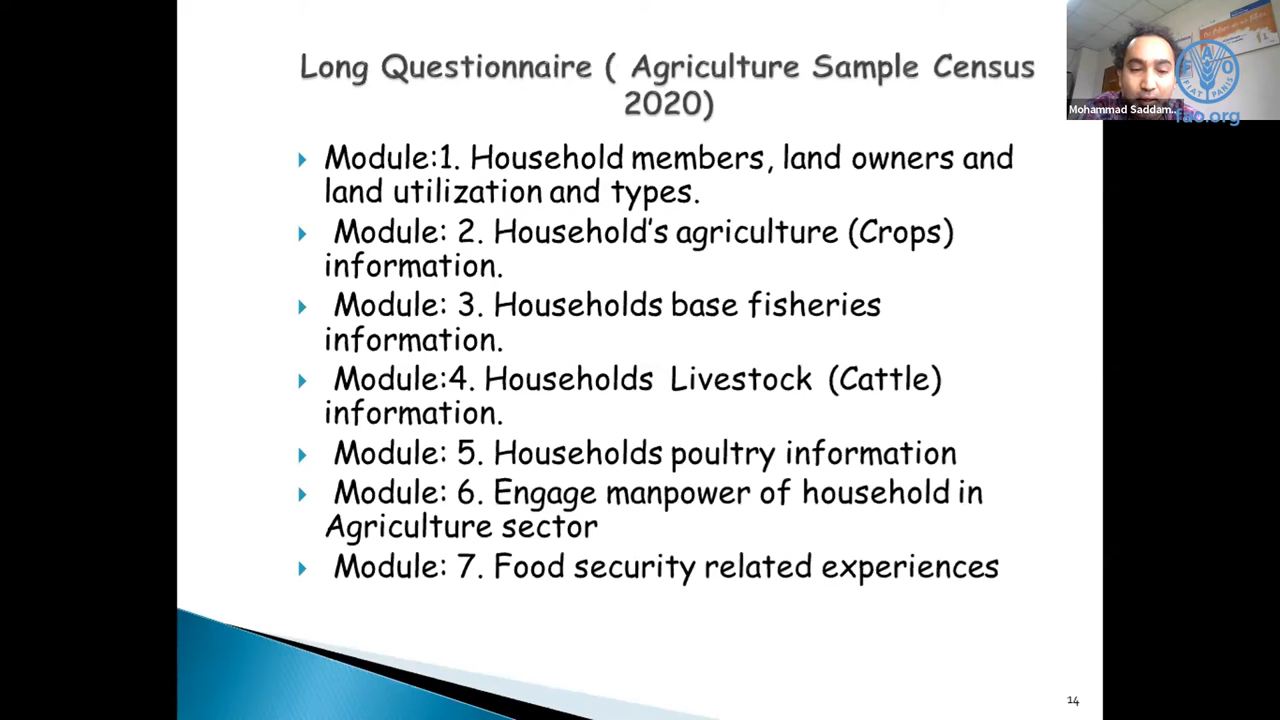 Long Questionnaire ( Agriculture Sample Census
2020)
Module:1. Household members, land owners and
land utilization and types.
Module: 2. Household's agriculture (Crops)
information.
Module: 3. Households base fisheries
information.
Module:4. Households Livestock (Cattle)
information.
Module: 5. Households poultry information
Module: 6. Engage manpower of household in
Agriculture sector
Module: 7. Food security related experiences
14
Mohammad Saddam...
FAO
FIAT PANIS
fao.org